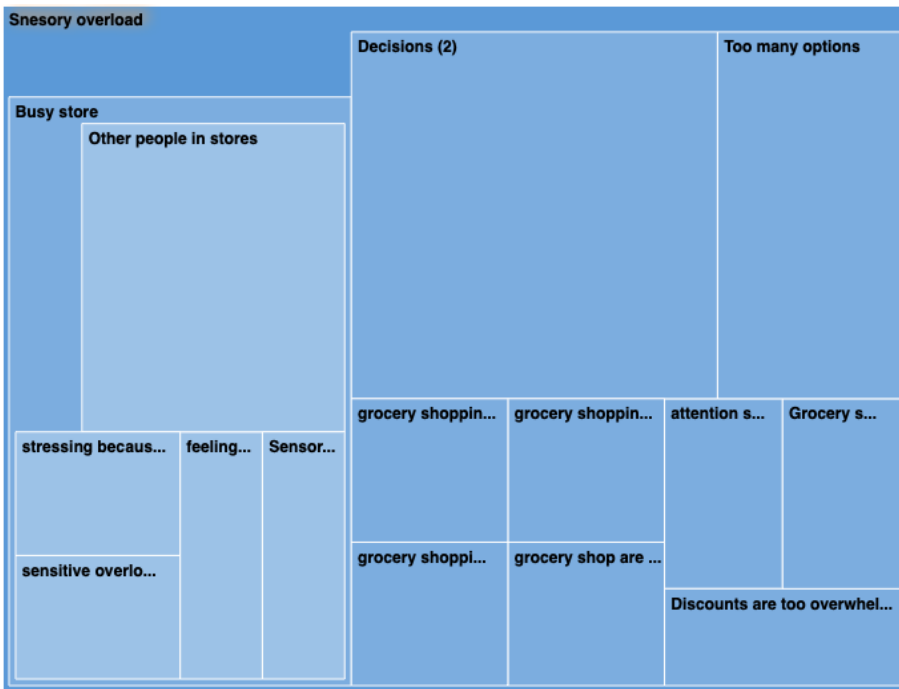 Snesory overload
Decisions (2)
Too many options
Busy store
Other people in stores
grocery shoppin...
grocery shoppin...
attention s...
Grocery s...
stressing becaus...
feeling...
Sensor...
grocery shoppi...
grocery shop are ...
sensitive overlo...
Discounts are too overwhel...